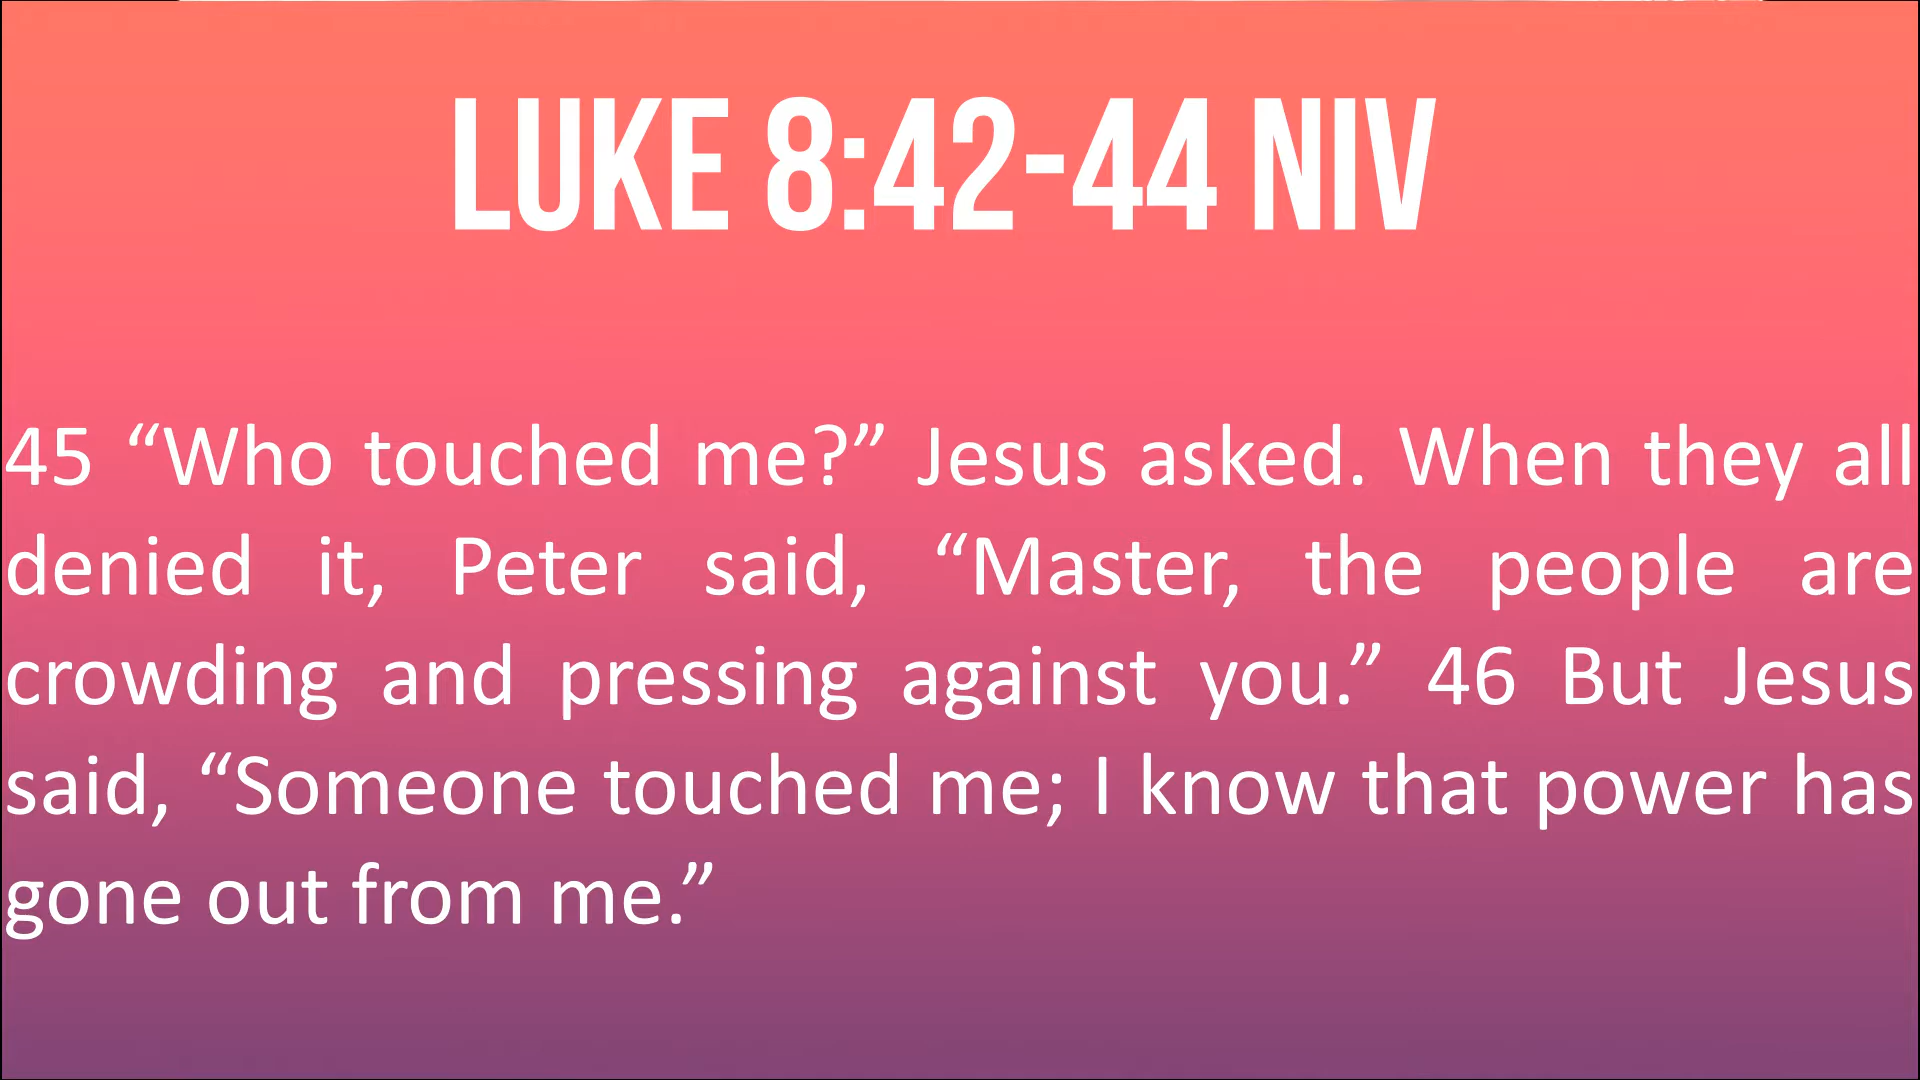 LUKE 8:42-44 NIV
45 “Who touched me?” Jesus asked. When they all
denied it, Peter said, “Master, the people are
crowding and pressing against you.” 46 But Jesus
said, “Someone touched me; I know that power has
gone out from me.”